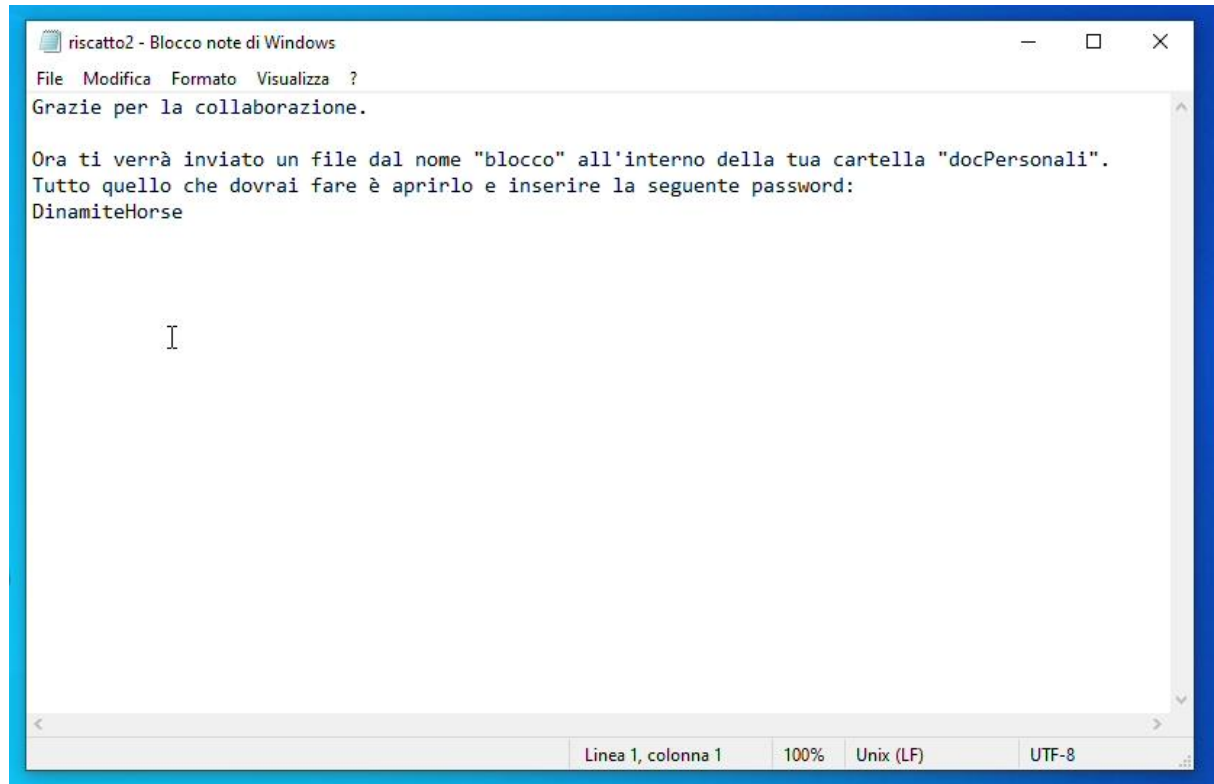 riscatto2 - Blocco note di Windows
File Modifica Formato Visualizza ?
Grazie per la collaborazione.
Ora ti verrà inviato un file dal nome "blocco" all'interno della tua cartella "docPersonali".
Tutto quello che dovrai fare è aprirlo e inserire la seguente password:
DinamiteHorse
Linea 1, colonna 1 100% Unix (LF) UTF-8